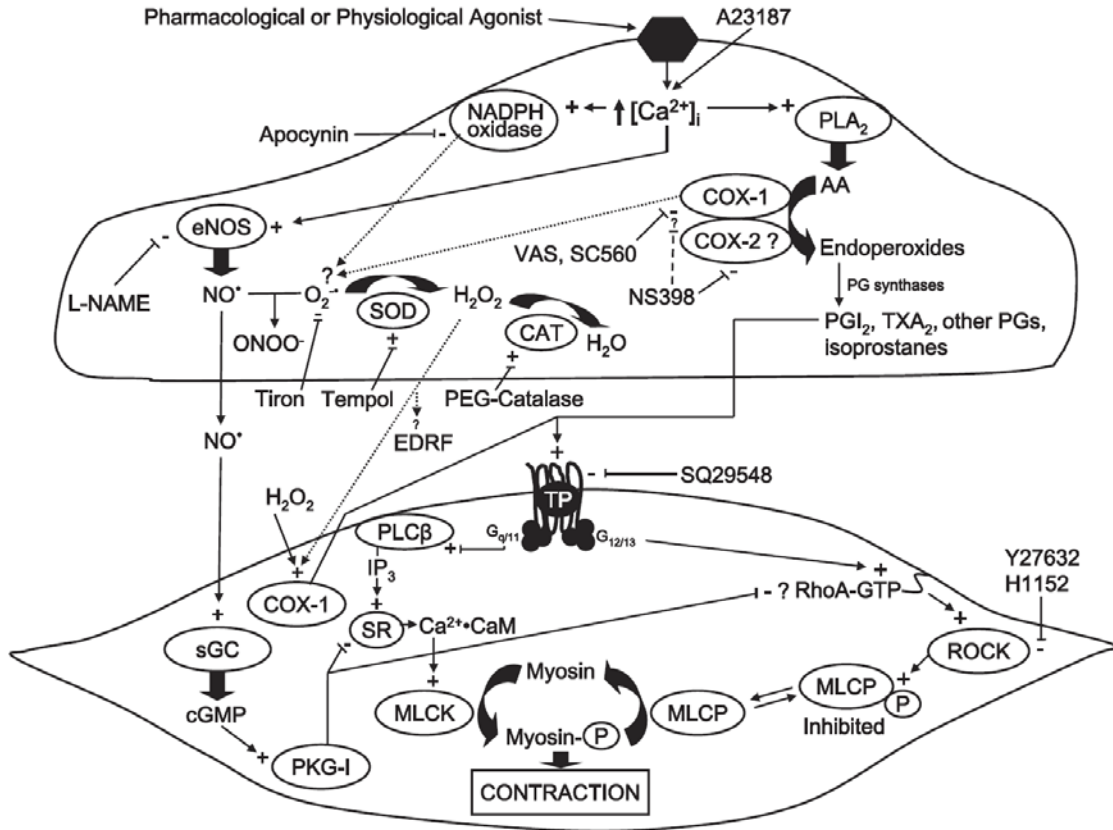 Pharmacological or Physiological Agonist
A23187
NADPH
oxidase
+
[Ca²⁺]ᵢ
+
PLA₂
Apocynin
-
AA
eNOS
+
-
COX-1
-
?
COX-2 ?
VAS, SC560
-
Endoperoxides
L-NAME
NO•
?
O₂-•
SOD
H₂O₂
NS398
PG synthases
CAT
H₂O
PGI₂, TXA₂, other PGs,
isoprostanes
ONOO⁻
-
+
+
Tiron
Tempol
PEG-Catalase
?
EDRF
NO•
+
TP
-
SQ29548
H₂O₂
PLCβ
+
Gq/11
G12/13
IP₃
+
+
COX-1
+
SR
-
Ca²⁺•CaM
- ? RhoA-GTP
+
Y27632
H1152
+
sGC
+
ROCK
-
cGMP
+
MLCK
Myosin
MLCP
MLCP
+
P
Inhibited
Myosin-P
+
PKG-I
CONTRACTION